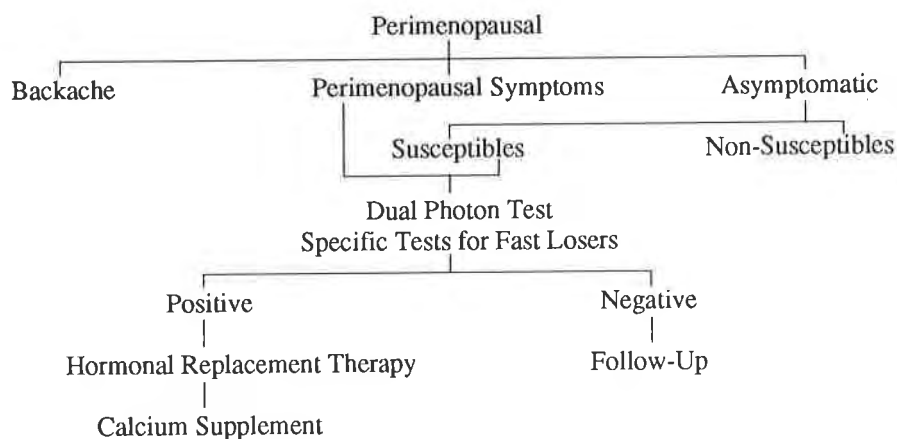 Perimenopausal
Backache
Perimenopausal Symptoms
Asymptomatic
Susceptibles
Non-Susceptibles
Dual Photon Test
Specific Tests for Fast Losers
Positive
Negative
Hormonal Replacement Therapy
Follow-Up
Calcium Supplement